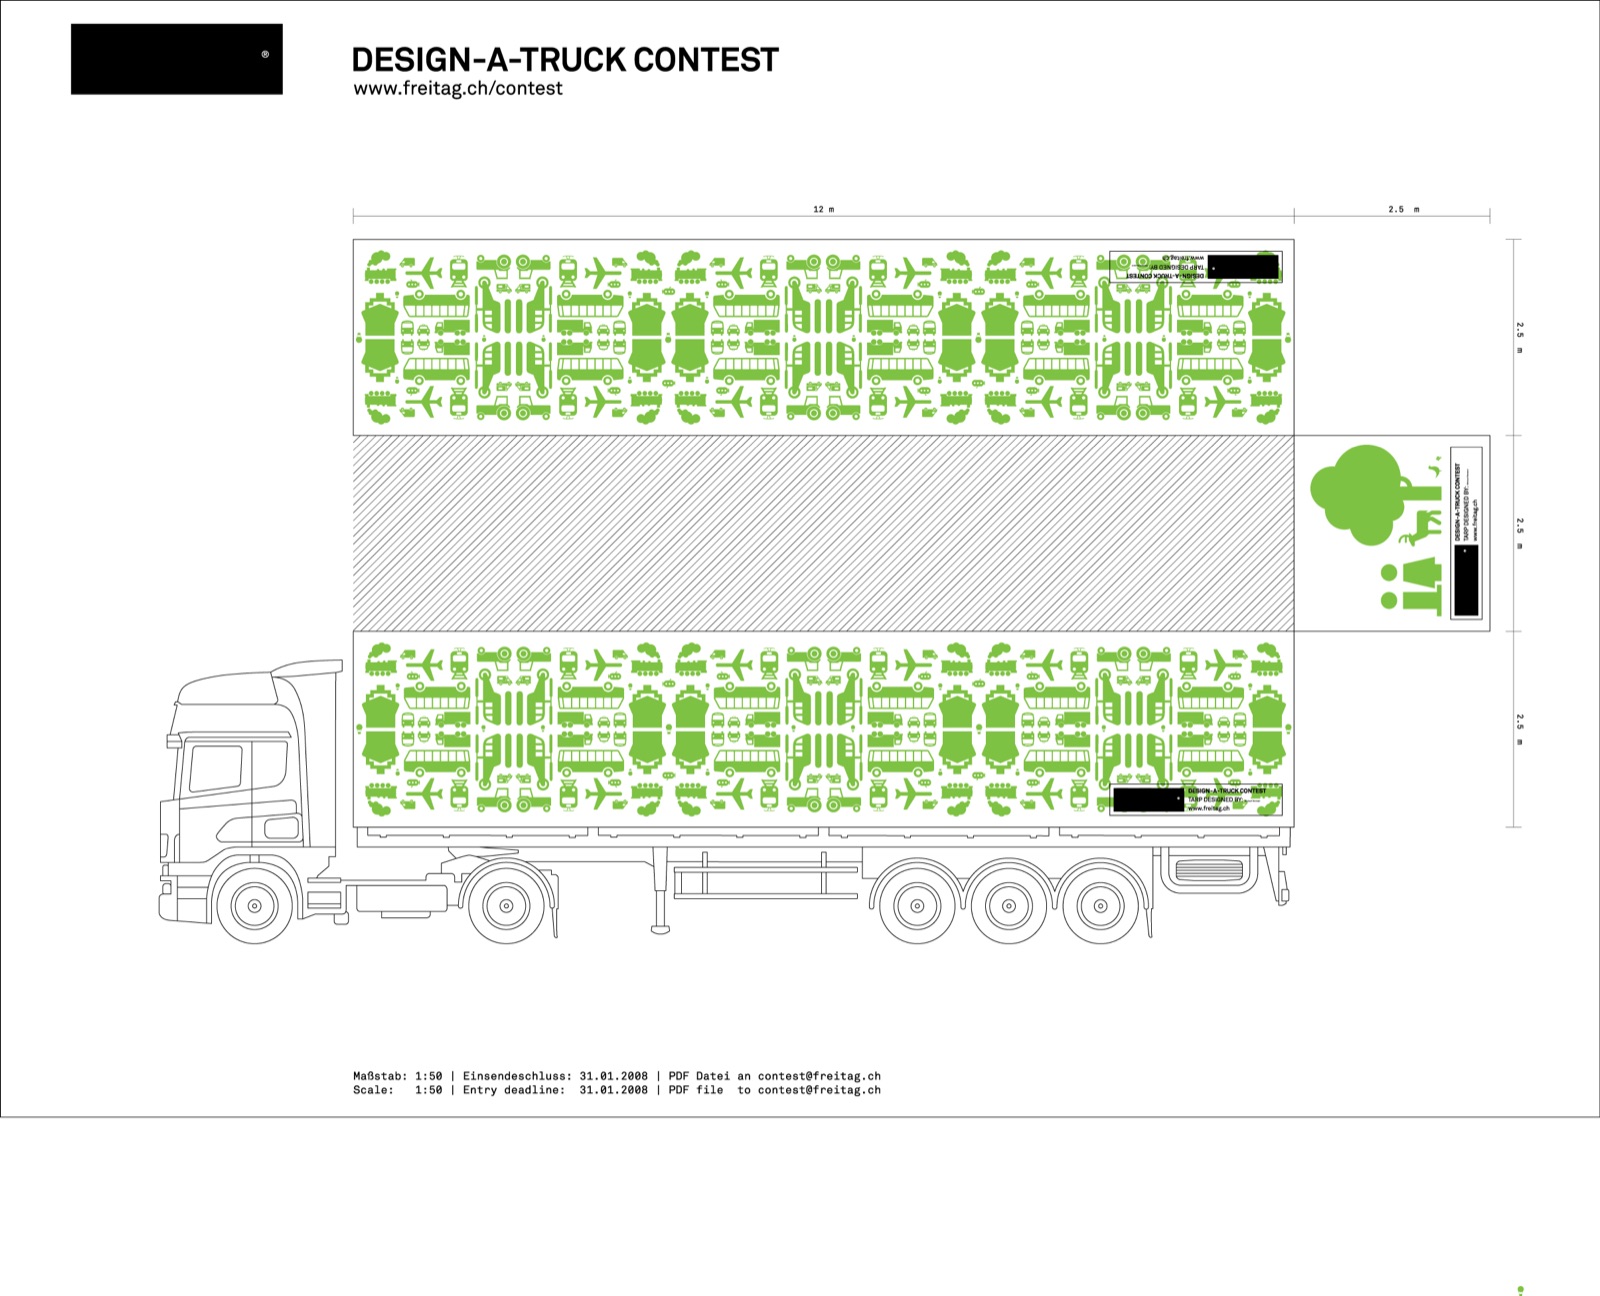 ®
DESIGN-A-TRUCK CONTEST
www.freitag.ch/contest
12 m
2.5 m
DESIGN-A-TRUCK CONTEST
TARP DESIGNED BY:
www.freitag.ch
2.5 m
DESIGN-A-TRUCK CONTEST
TARP DESIGNED BY:
www.freitag.ch
2.5 m
2.5 m
DESIGN-A-TRUCK CONTEST
TARP DESIGNED BY:
www.freitag.ch
Maßstab: 1:50 | Einsendeschluss: 31.01.2008 | PDF Datei an contest@freitag.ch
Scale: 1:50 | Entry deadline: 31.01.2008 | PDF file to contest@freitag.ch